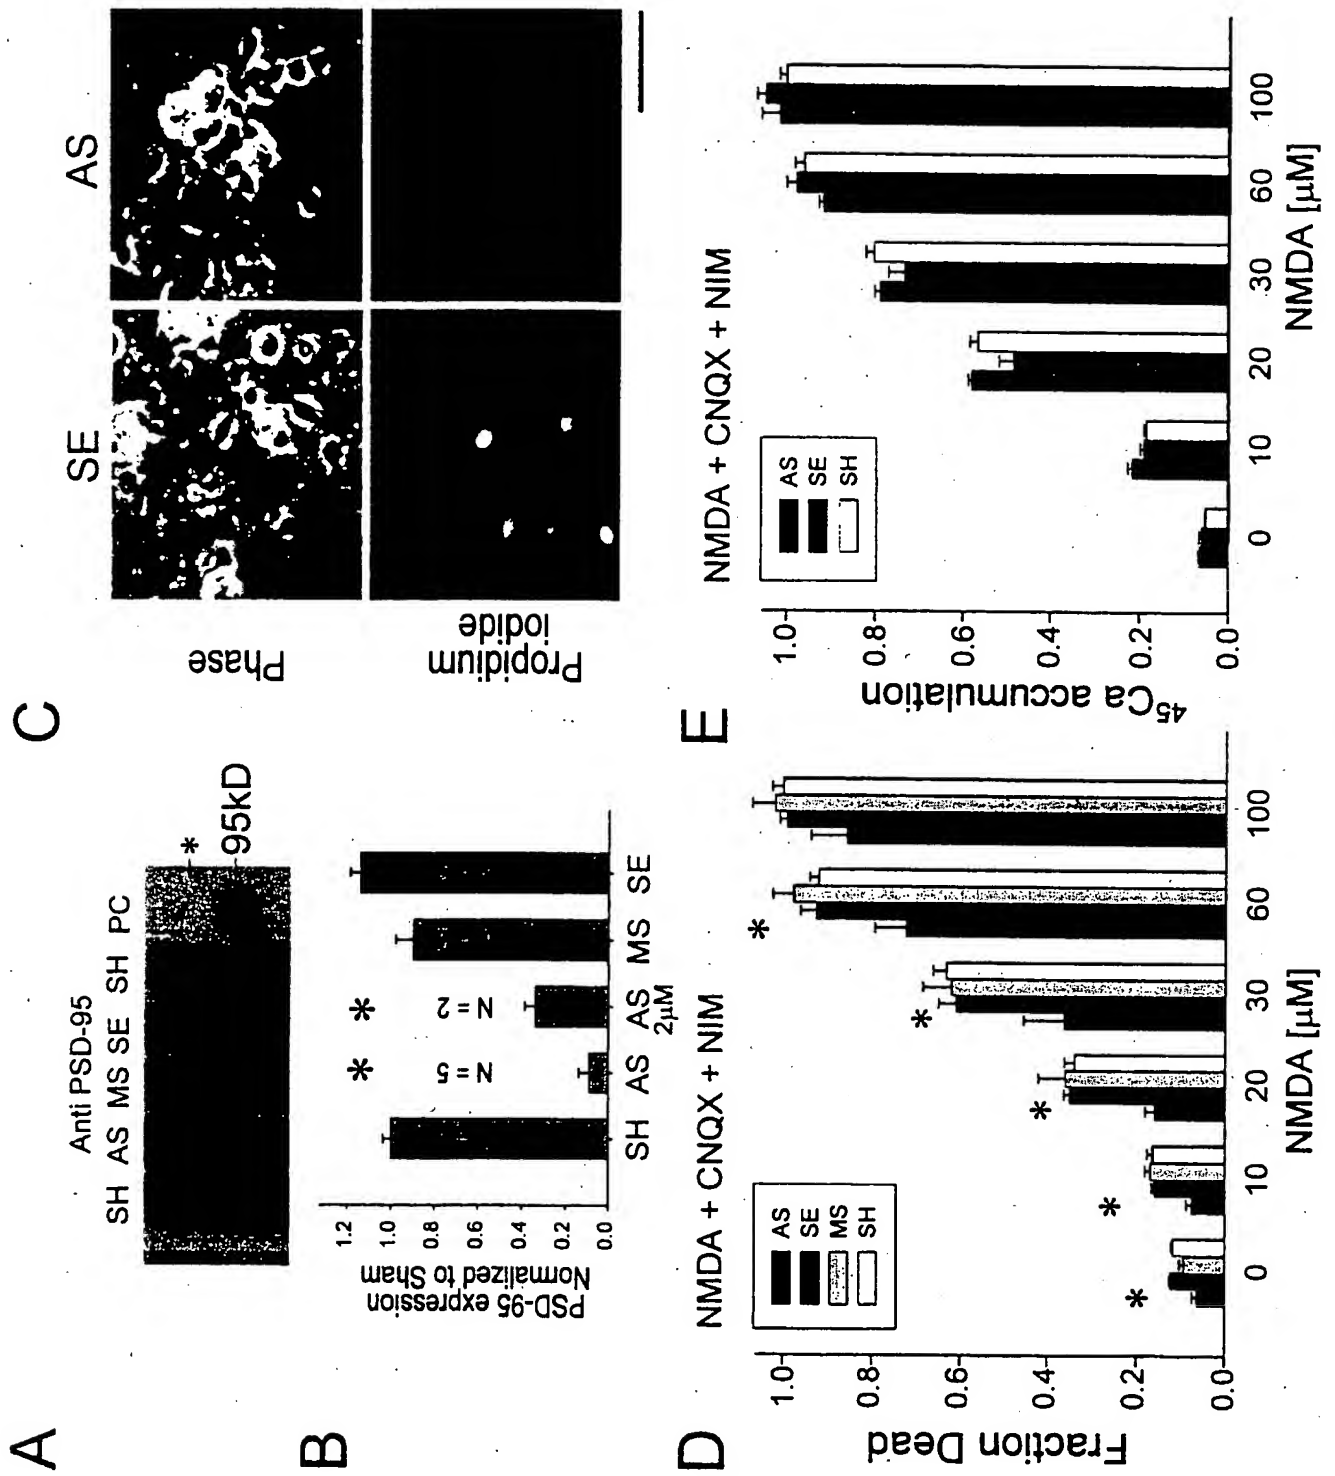 A
Anti PSD-95
SH AS MS SE SH PC
*
95kD
B
PSD-95 expression
Normalized to Sham
1.2
1.0
0.8
0.6
0.4
0.2
0.0
* *
N = 5 N = 2
SH AS AS MS SE
2µM
C
SE AS
Phase
Propidium
iodide
D
NMDA + CNQX + NIM
AS
SE
MS
SH
Fraction Dead
1.0
0.8
0.6
0.4
0.2
0.0
* * * * *
0 10 20 30 60 100
NMDA [µM]
E
NMDA + CNQX + NIM
AS
SE
SH
45Ca accumulation
1.0
0.8
0.6
0.4
0.2
0.0
0 10 20 30 60 100
NMDA [µM]